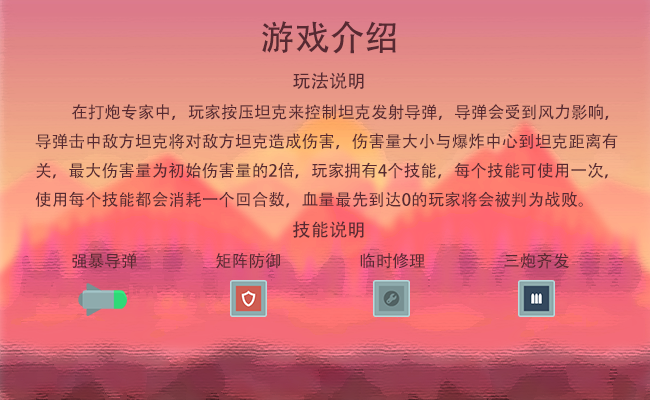 游戏介绍
玩法说明
在打炮专家中，玩家按压坦克来控制坦克发射导弹，导弹会受到风力影响，
导弹击中敌方坦克将对敌方坦克造成伤害，伤害量大小与爆炸中心到坦克距离有
关，最大伤害量为初始伤害量的2倍，玩家拥有4个技能，每个技能可使用一次，
使用每个技能都会消耗一个回合数，血量最先到达0的玩家将会被判为战败。
技能说明
强暴导弹 矩阵防御 临时修理 三炮齐发